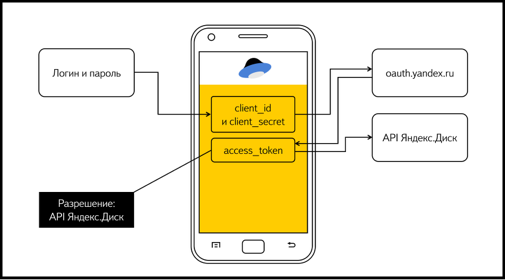 Логин и пароль
client_id
и client_secret
oauth.yandex.ru
access_token
API Яндекс.Диск
Разрешение:
API Яндекс.Диск